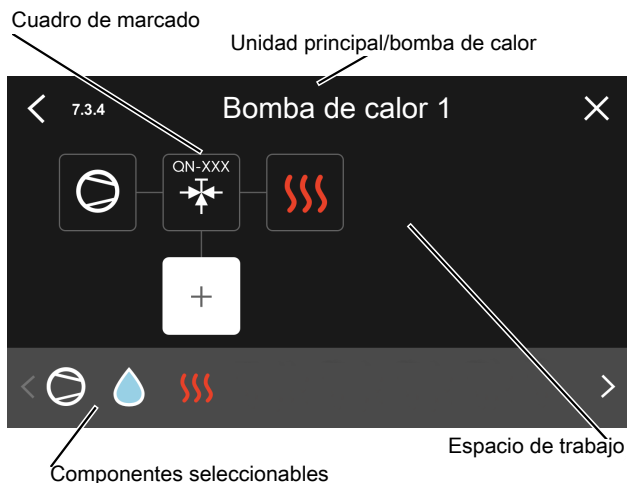 Cuadro de marcado
Unidad principal/bomba de calor
7.3.4
Bomba de calor 1
QN-XXX
Espacio de trabajo
Componentes seleccionables